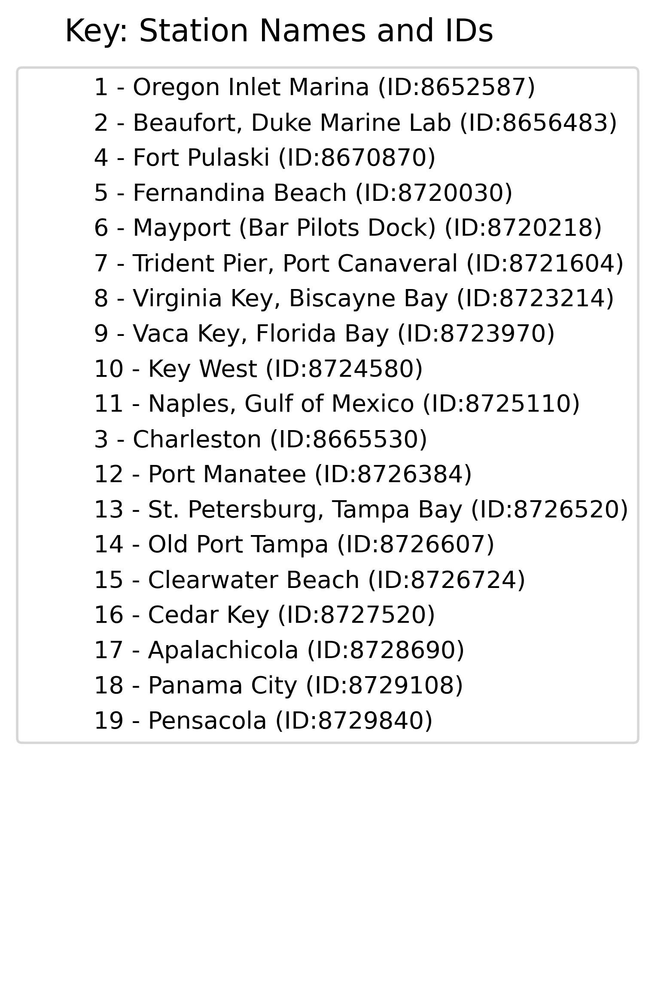 Key: Station Names and IDs
1 - Oregon Inlet Marina (ID:8652587)
2 - Beaufort, Duke Marine Lab (ID:8656483)
4 - Fort Pulaski (ID:8670870)
5 - Fernandina Beach (ID:8720030)
6 - Mayport (Bar Pilots Dock) (ID:8720218)
7 - Trident Pier, Port Canaveral (ID:8721604)
8 - Virginia Key, Biscayne Bay (ID:8723214)
9 - Vaca Key, Florida Bay (ID:8723970)
10 - Key West (ID:8724580)
11 - Naples, Gulf of Mexico (ID:8725110)
3 - Charleston (ID:8665530)
12 - Port Manatee (ID:8726384)
13 - St. Petersburg, Tampa Bay (ID:8726520)
14 - Old Port Tampa (ID:8726607)
15 - Clearwater Beach (ID:8726724)
16 - Cedar Key (ID:8727520)
17 - Apalachicola (ID:8728690)
18 - Panama City (ID:8729108)
19 - Pensacola (ID:8729840)